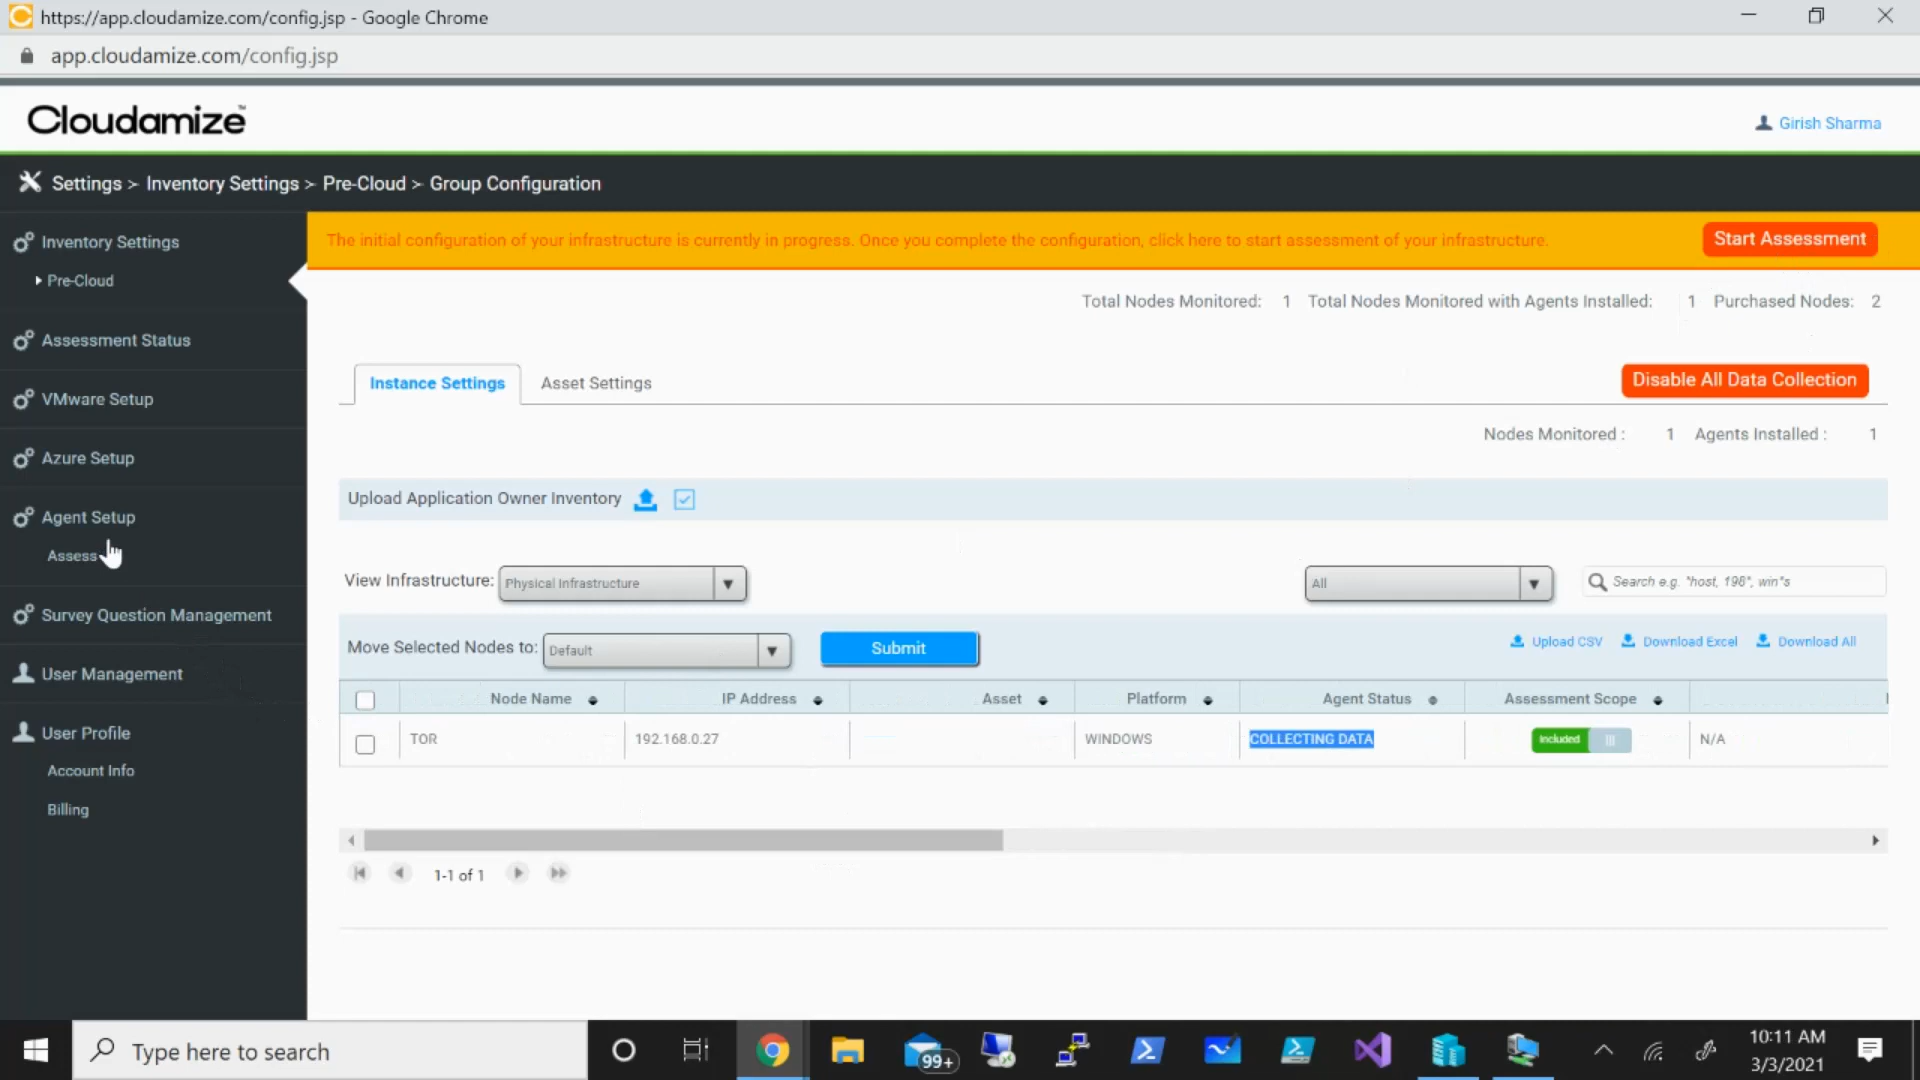 https://app.cloudamize.com/config.jsp - Google Chrome
app.cloudamize.com/config.jsp
Cloudamize™
Girish Sharma
Settings > Inventory Settings > Pre-Cloud > Group Configuration
Inventory Settings
Pre-Cloud
Assessment Status
VMware Setup
Azure Setup
Agent Setup
Assess
Survey Question Management
User Management
User Profile
Account Info
Billing
The initial configuration of your infrastructure is currently in progress. Once you complete the configuration, click here to start assessment of your infrastructure.
Start Assessment
Total Nodes Monitored: 1 Total Nodes Monitored with Agents Installed: 1 Purchased Nodes: 2
Instance Settings Asset Settings
Disable All Data Collection
Nodes Monitored : 1 Agents Installed : 1
Upload Application Owner Inventory
View Infrastructure: Physical Infrastructure All Search e.g. "host, 196", win"s
Move Selected Nodes to: Default Submit Upload CSV Download Excel Download All
Node Name IP Address Asset Platform Agent Status Assessment Scope
TOR 192.168.0.27 WINDOWS COLLECTING DATA Included N/A
1-1 of 1
Type here to search
99+
10:11 AM
3/3/2021